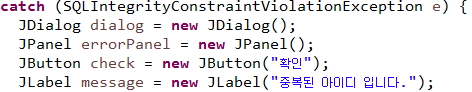 catch (SQLIntegrityConstraintViolationException e) {
JDialog dialog = new JDialog();
JPanel errorPanel = new JPanel();
JButton check = new JButton("확인");
JLabel message = new JLabel("중복된 아이디 입니다.");